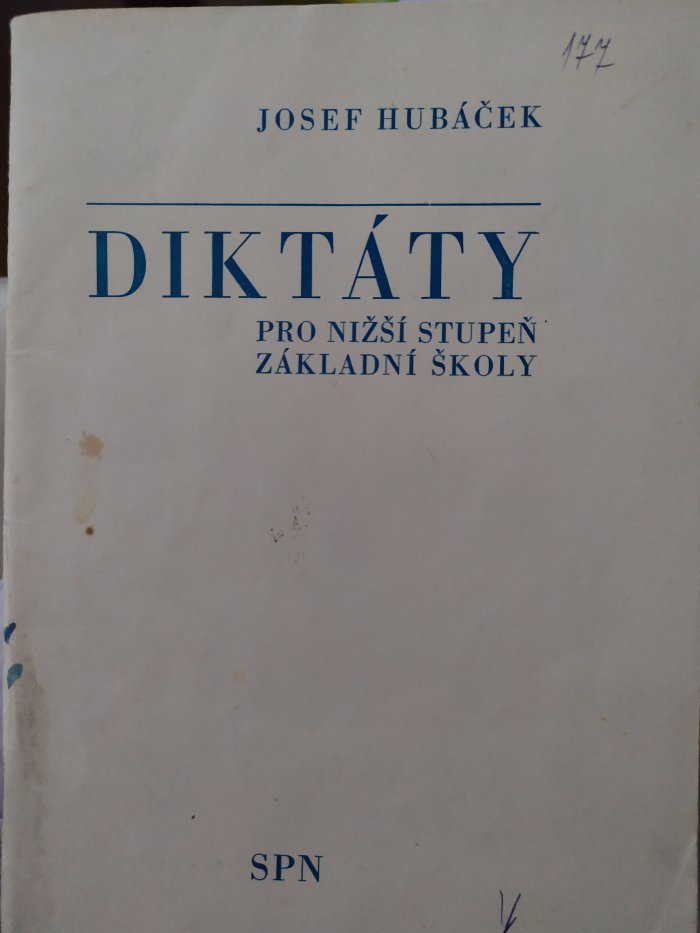 177
JOSEF HUBÁČEK
DIKTÁTY
PRO NIŽŠÍ STUPEŇ
ZÁKLADNÍ ŠKOLY
SPN